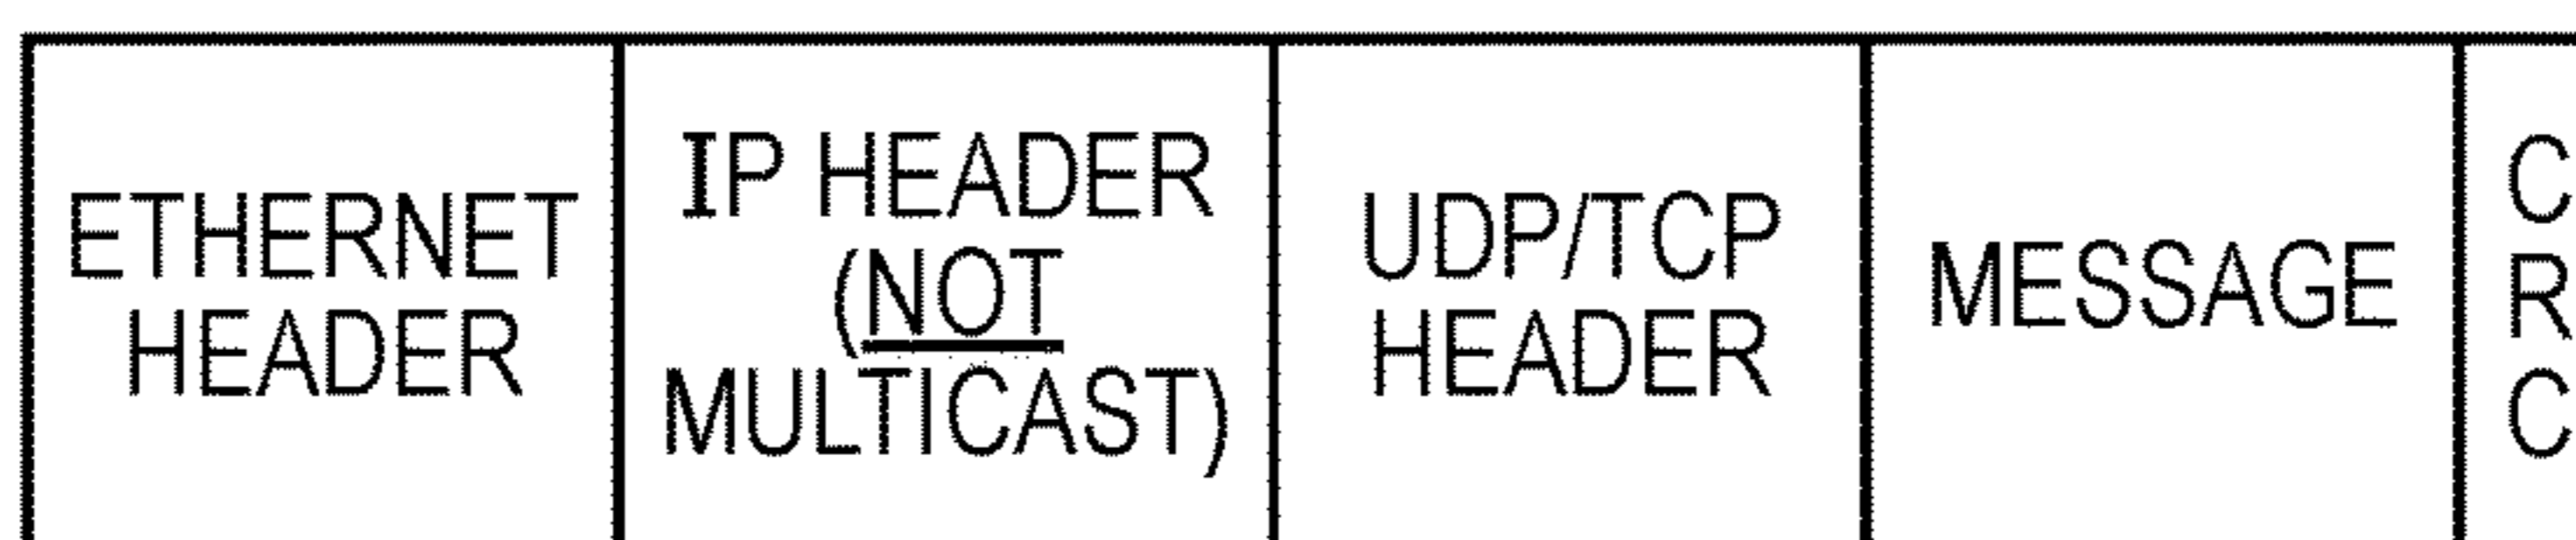 ETHERNET
HEADER
IP HEADER
(NOT
MULTICAST)
UDP/TCP
HEADER
MESSAGE
C
R
C